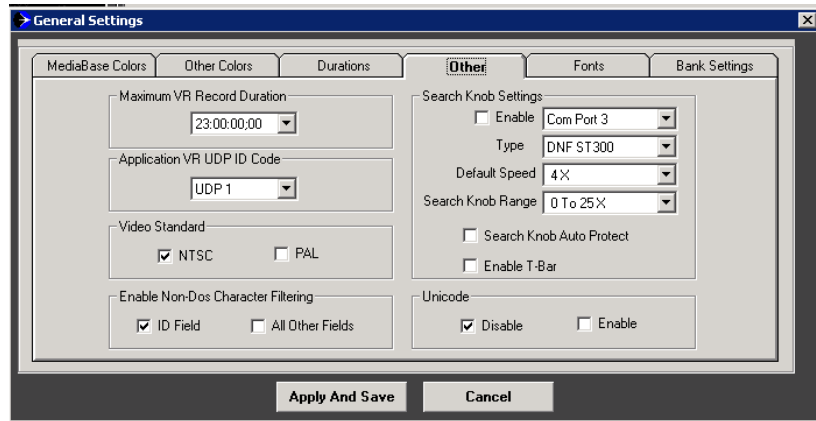 General Settings
MediaBase Colors
Other Colors
Durations
Other
Fonts
Bank Settings
Maximum VR Record Duration
23:00:00;00
Application VR UDP ID Code
UDP 1
Video Standard
NTSC
PAL
Enable Non-Dos Character Filtering
ID Field
All Other Fields
Search Knob Settings
Enable
Com Port 3
Type
DNF ST300
Default Speed
4X
Search Knob Range
0 To 25X
Search Knob Auto Protect
Enable T-Bar
Unicode
Disable
Enable
Apply And Save
Cancel